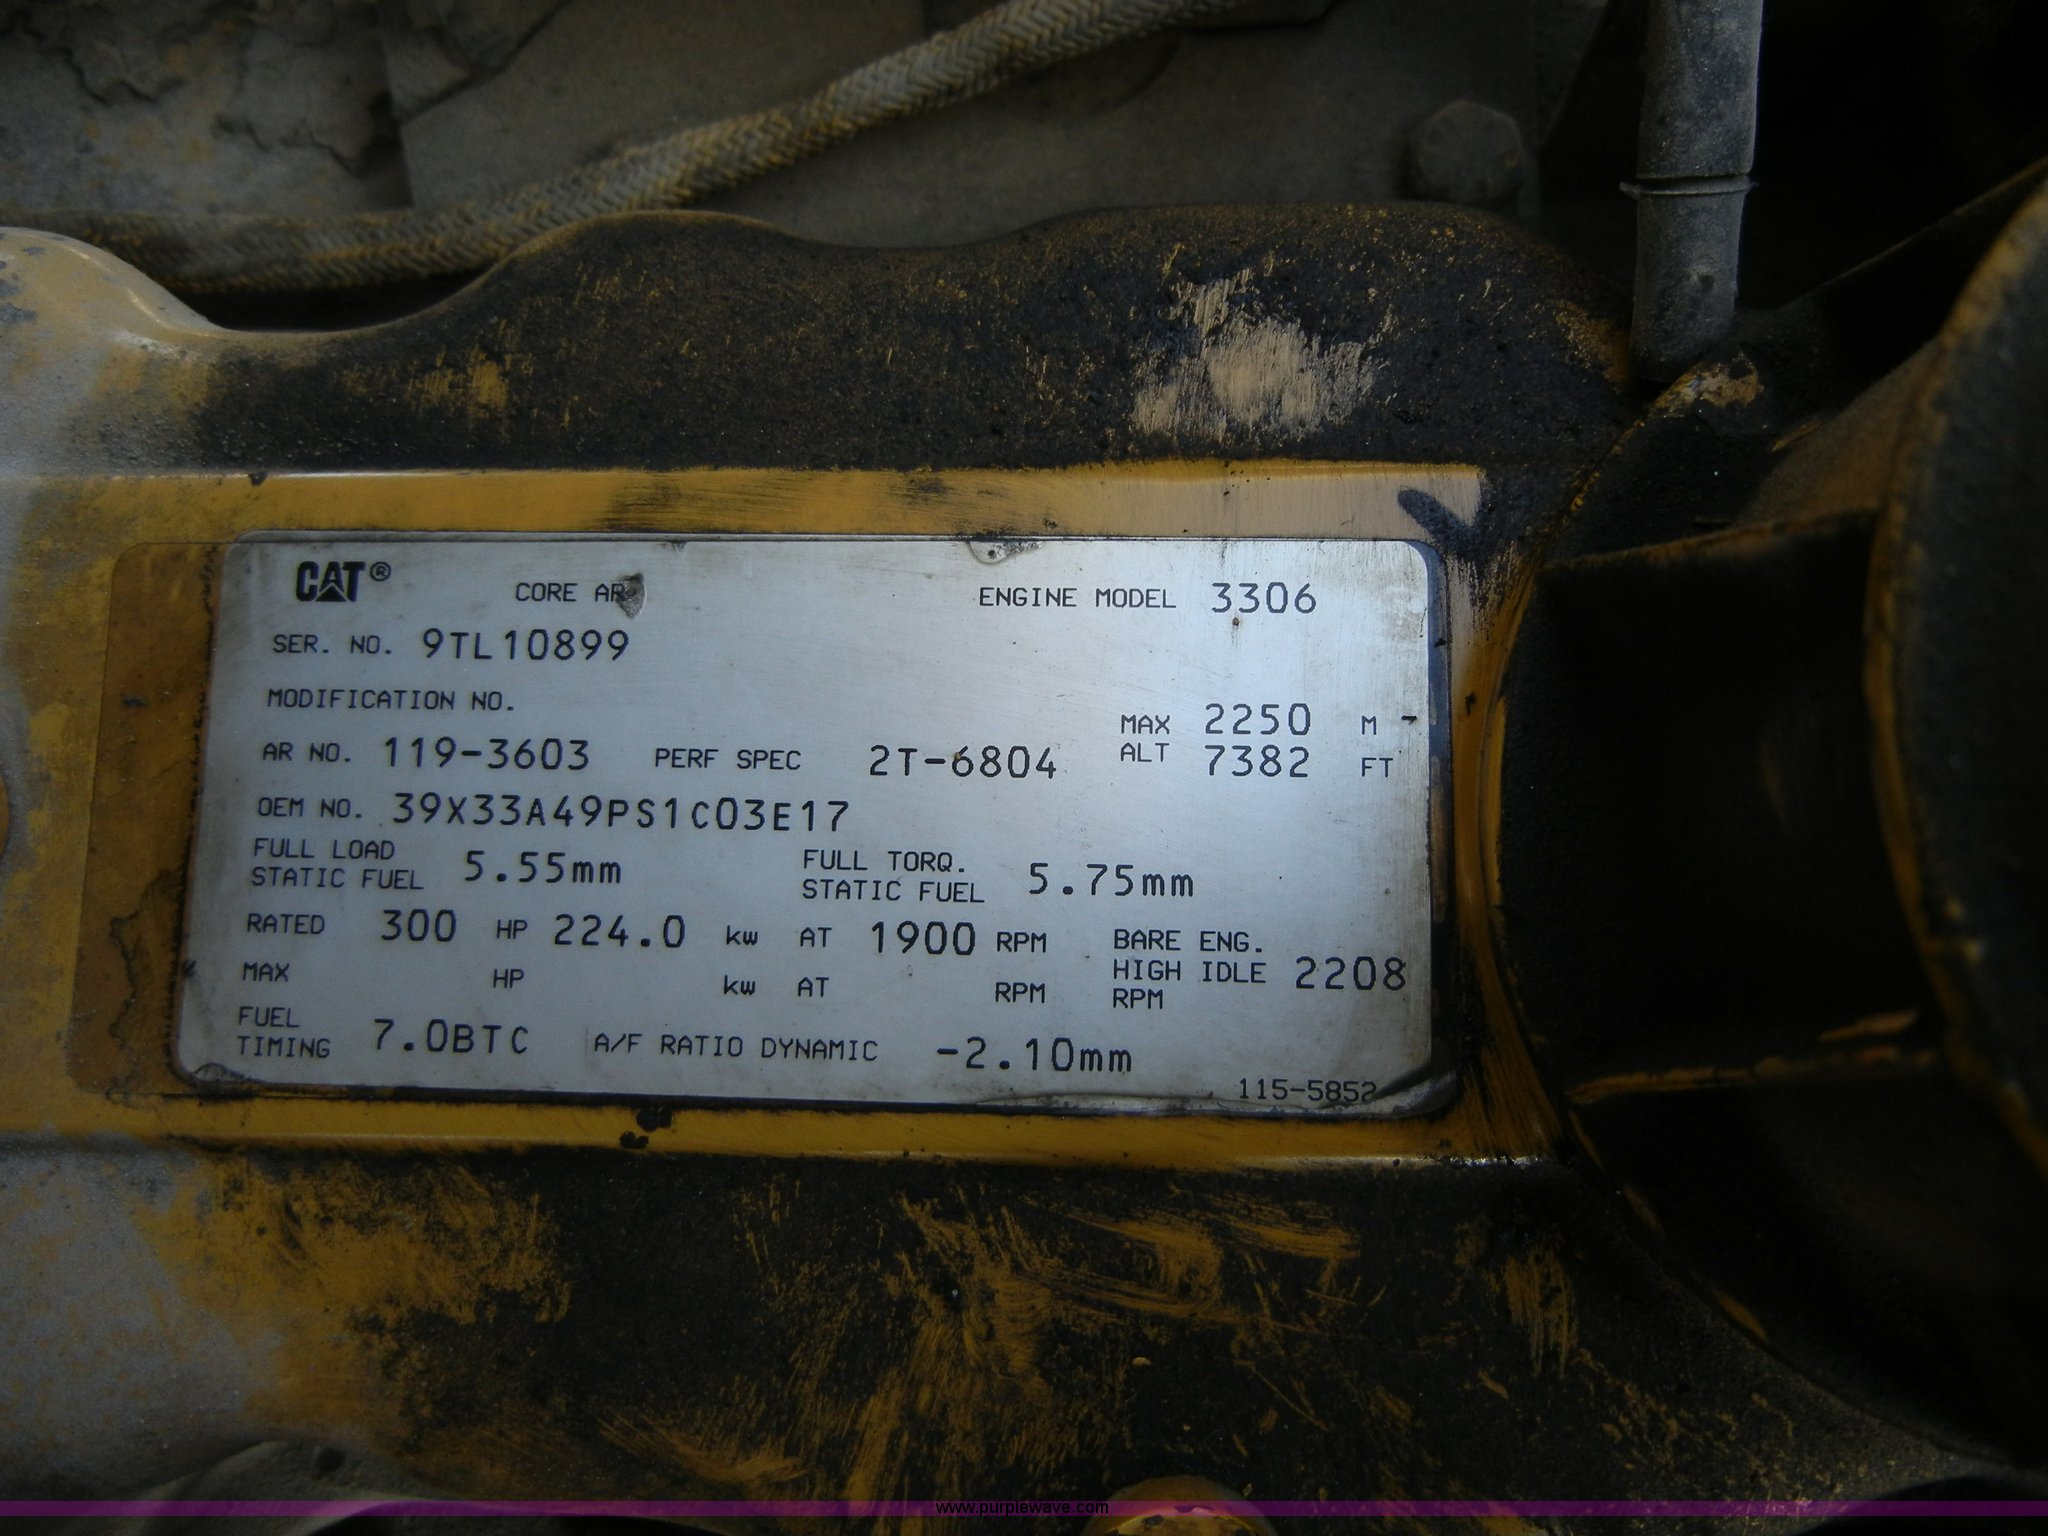 CAT® CORE AR ENGINE MODEL 3306
SER. NO. 9TL10899
MODIFICATION NO.
MAX ALT 2250 M
7382 FT
AR NO. 119-3603 PERF SPEC 2T-6804
OEM NO. 39X33A49PS1C03E17
FULL LOAD STATIC FUEL 5.55mm FULL TORQ. STATIC FUEL 5.75mm
RATED 300 HP 224.0 kw AT 1900 RPM
MAX HP kw AT RPM
BARE ENG. HIGH IDLE RPM 2208
FUEL TIMING 7.0BTC A/F RATIO DYNAMIC -2.10mm
115-5852
www.purplewave.com